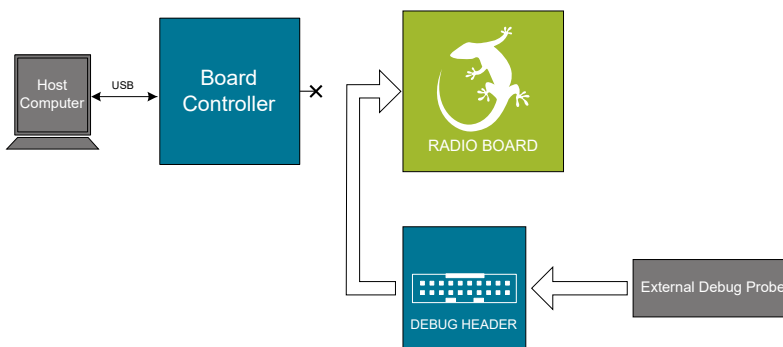 Host
Computer
USB
Board
Controller
RADIO BOARD
DEBUG HEADER
External Debug Probe